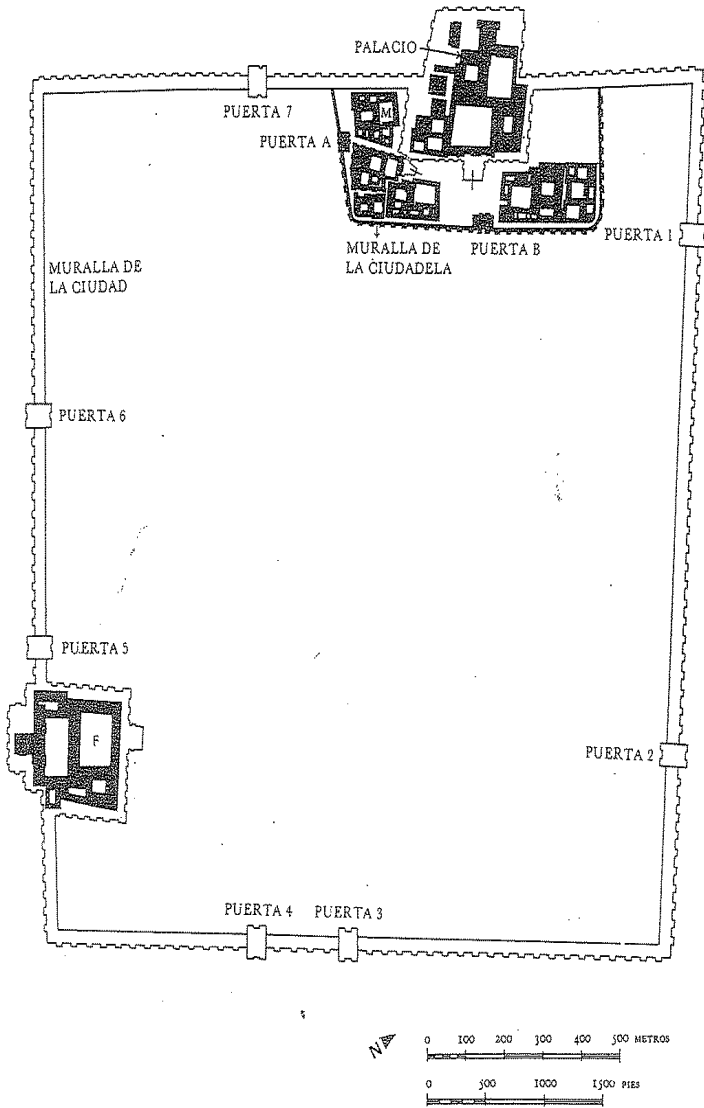 PALACIO
PUERTA 7
M
PUERTA A
PUERTA 1
MURALLA DE
LA CIUDADELA
PUERTA B
MURALLA DE
LA CIUDAD
PUERTA 6
PUERTA 5
F
PUERTA 2
PUERTA 4
PUERTA 3
N
0 100 200 300 400 500 METROS
0 500 1000 1500 PIES